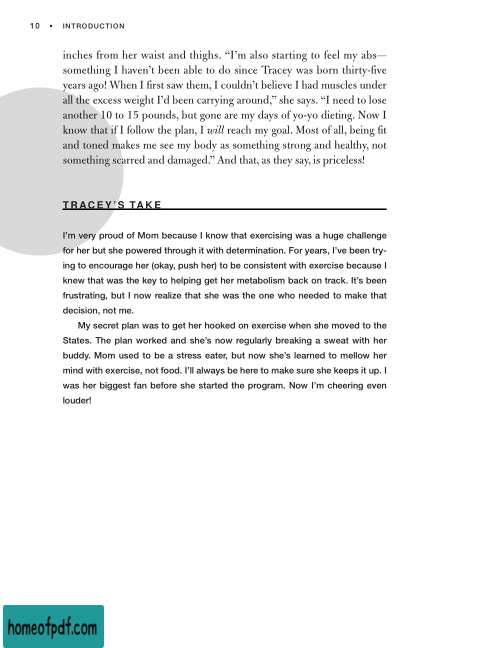 10 • INTRODUCTION
inches from her waist and thighs. “I’m also starting to feel my abs—
something I haven’t been able to do since Tracey was born thirty-five
years ago! When I first saw them, I couldn’t believe I had muscles under
all the excess weight I’d been carrying around,” she says. “I need to lose
another 10 to 15 pounds, but gone are my days of yo-yo dieting. Now I
know that if I follow the plan, I will reach my goal. Most of all, being fit
and toned makes me see my body as something strong and healthy, not
something scarred and damaged.” And that, as they say, is priceless!
TRACEY’S TAKE
I’m very proud of Mom because I know that exercising was a huge challenge
for her but she powered through it with determination. For years, I’ve been try-
ing to encourage her (okay, push her) to be consistent with exercise because I
knew that was the key to helping get her metabolism back on track. It’s been
frustrating, but I now realize that she was the one who needed to make that
decision, not me.
My secret plan was to get her hooked on exercise when she moved to the
States. The plan worked and she’s now regularly breaking a sweat with her
buddy. Mom used to be a stress eater, but now she’s learned to mellow her
mind with exercise, not food. I’ll always be here to make sure she keeps it up. I
was her biggest fan before she started the program. Now I’m cheering even
louder!
homeofpdf.com